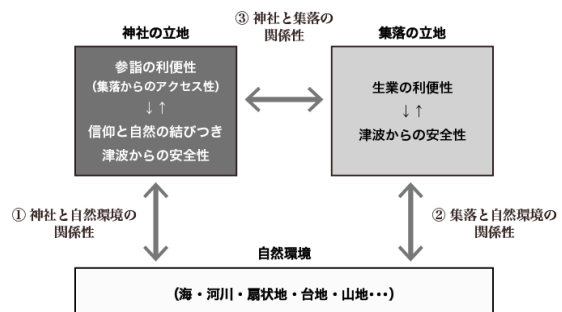 ③ 神社と集落の
関係性
神社の立地
集落の立地
参詣の利便性
（集落からのアクセス性）
↓↑
信仰と自然の結びつき
津波からの安全性
生業の利便性
↓↑
津波からの安全性
① 神社と自然環境の
関係性
② 集落と自然環境の
関係性
自然環境
（海・河川・扇状地・台地・山地･･･）